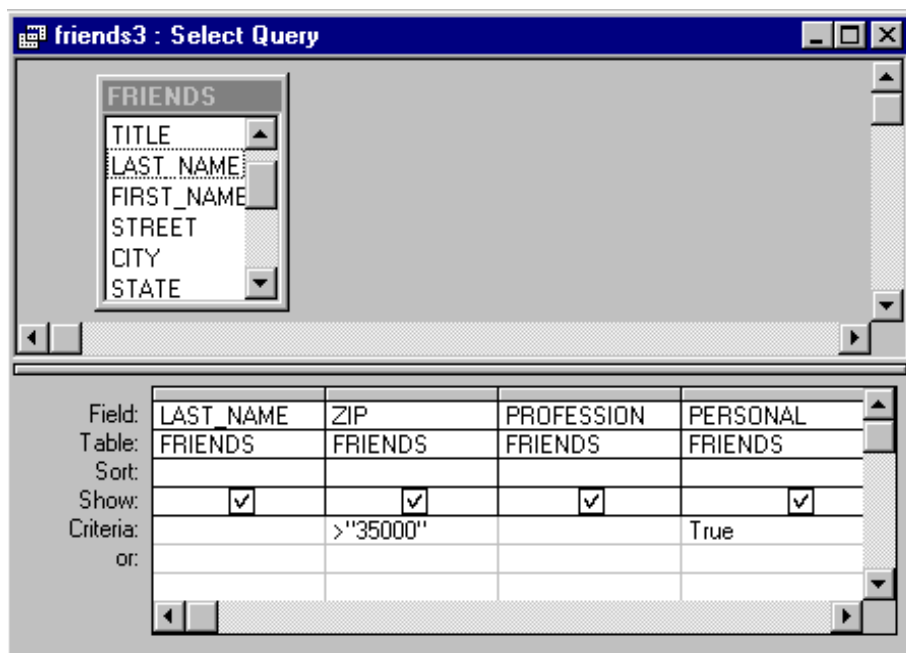 friends3 : Select Query
FRIENDS
TITLE
LAST_NAME
FIRST_NAME
STREET
CITY
STATE
Field: LAST_NAME ZIP PROFESSION PERSONAL
Table: FRIENDS FRIENDS FRIENDS FRIENDS
Sort:
Show:
Criteria: >"35000" True
or: